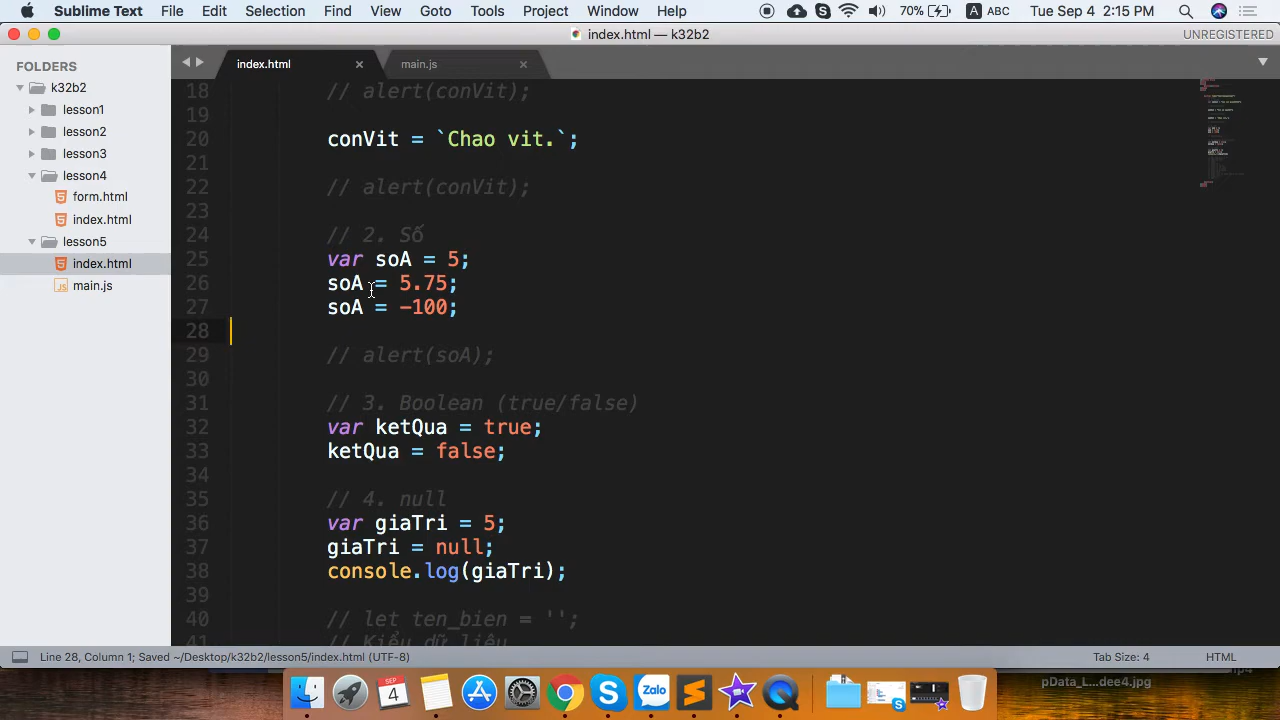 Sublime Text File Edit Selection Find View Goto Tools Project Window Help 70% A ABC Tue Sep 4 2:15 PM
index.html — k32b2 UNREGISTERED
FOLDERS
k32b2
lesson1
lesson2
lesson3
lesson4
form.html
index.html
lesson5
index.html
main.js
index.html × main.js ×
18 // alert(conVit);
19
20 conVit = `Chao vit.`;
21
22 // alert(conVit);
23
24 // 2. Số
25 var soA = 5;
26 soA = 5.75;
27 soA = -100;
28
29 // alert(soA);
30
31 // 3. Boolean (true/false)
32 var ketQua = true;
33 ketQua = false;
34
35 // 4. null
36 var giaTri = 5;
37 giaTri = null;
38 console.log(giaTri);
39
40 // let ten_bien = '';
41 // Kiểu dữ liệu
Line 28, Column 1; Saved ~/Desktop/k32b2/lesson5/index.html (UTF-8) Tab Size: 4 HTML
SEP
4
Zalo
pData_L...dee4.jpg